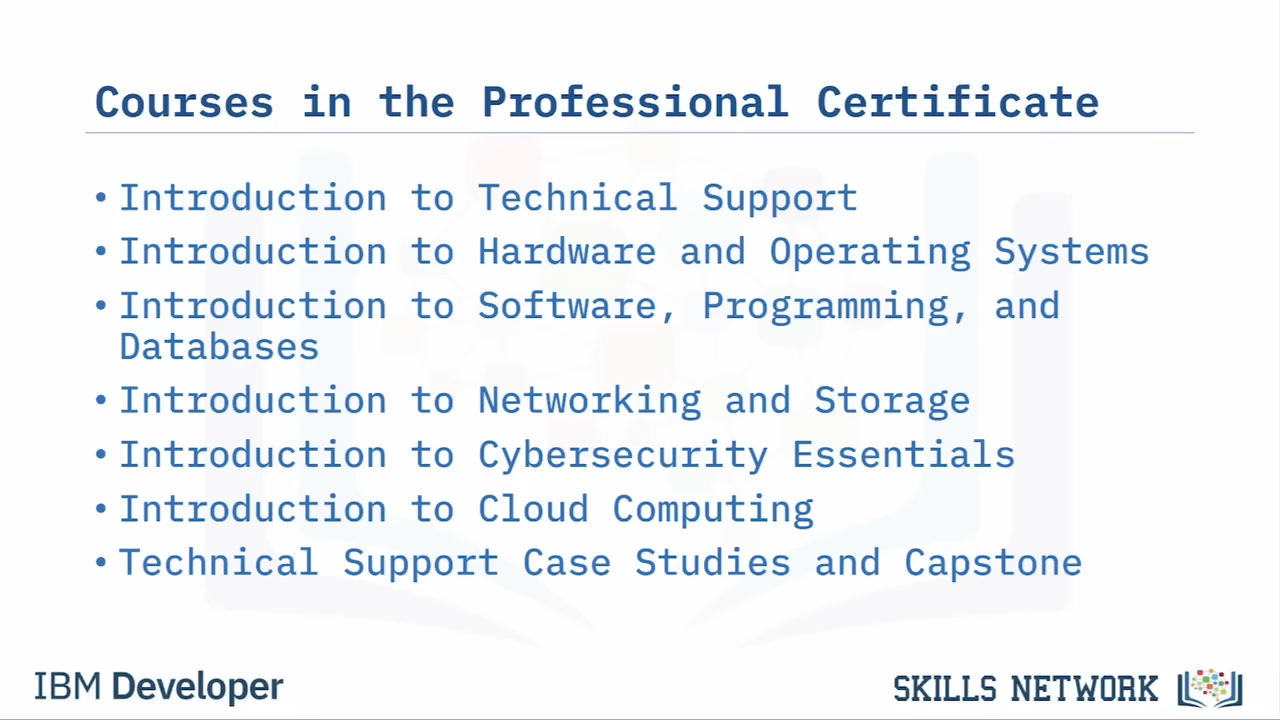 Courses in the Professional Certificate
• Introduction to Technical Support
• Introduction to Hardware and Operating Systems
• Introduction to Software, Programming, and
Databases
• Introduction to Networking and Storage
• Introduction to Cybersecurity Essentials
• Introduction to Cloud Computing
• Technical Support Case Studies and Capstone
IBM Developer
SKILLS NETWORK